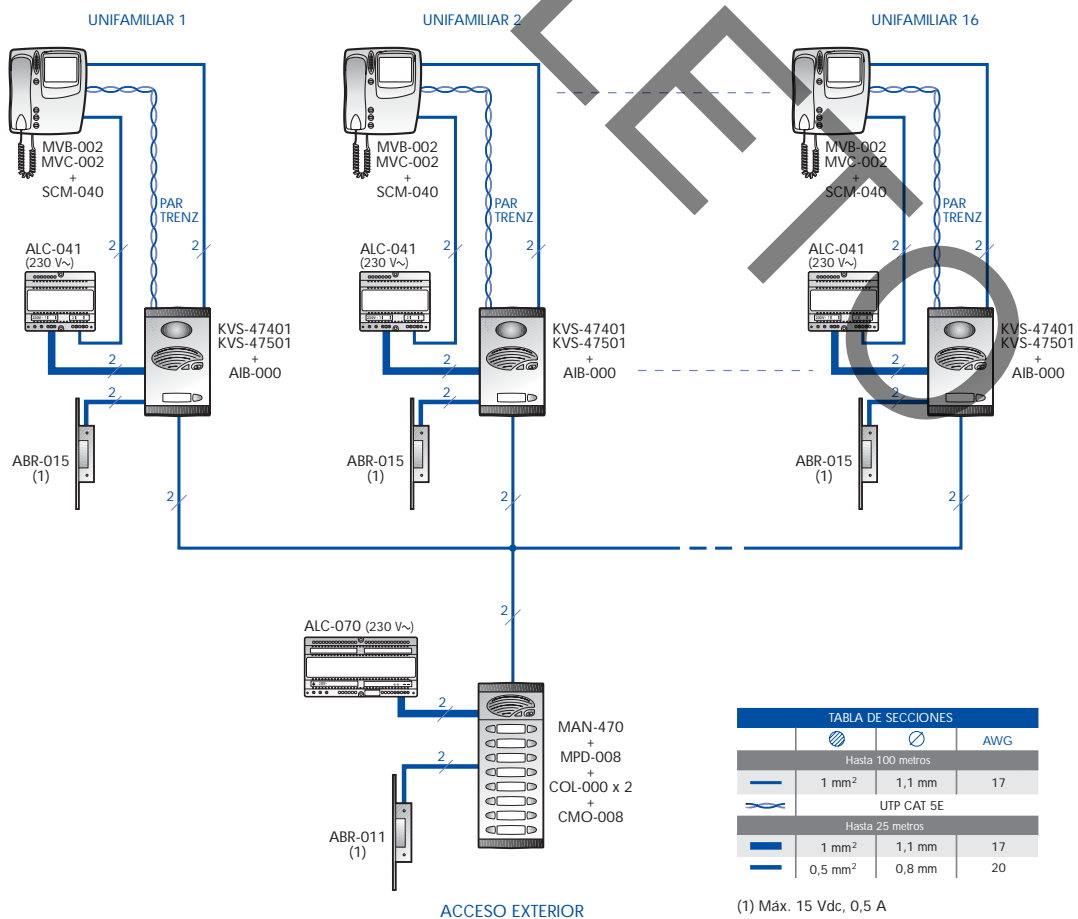 UNIFAMILIAR 1
UNIFAMILIAR 2
UNIFAMILIAR 16
MVB-002
MVC-002
+
SCM-040
MVB-002
MVC-002
+
SCM-040
MVB-002
MVC-002
+
SCM-040
PAR
TRENZ
PAR
TRENZ
PAR
TRENZ
2
2
2
2
2
2
ALC-041
(230 V~)
ALC-041
(230 V~)
ALC-041
(230 V~)
KVS-47401
KVS-47501
+
AIB-000
KVS-47401
KVS-47501
+
AIB-000
KVS-47401
KVS-47501
+
AIB-000
2
2
2
2
2
2
ABR-015
(1)
ABR-015
(1)
ABR-015
(1)
2
2
2
2
ALC-070 (230 V~)
2
2
MAN-470
+
MPD-008
+
COL-000 x 2
+
CMO-008
ABR-011
(1)
ACCESO EXTERIOR
TABLA DE SECCIONES
AWG
Hasta 100 metros
1 mm² 1,1 mm 17
UTP CAT 5E
Hasta 25 metros
1 mm² 1,1 mm 17
0,5 mm² 0,8 mm 20
(1) Máx. 15 Vdc, 0,5 A